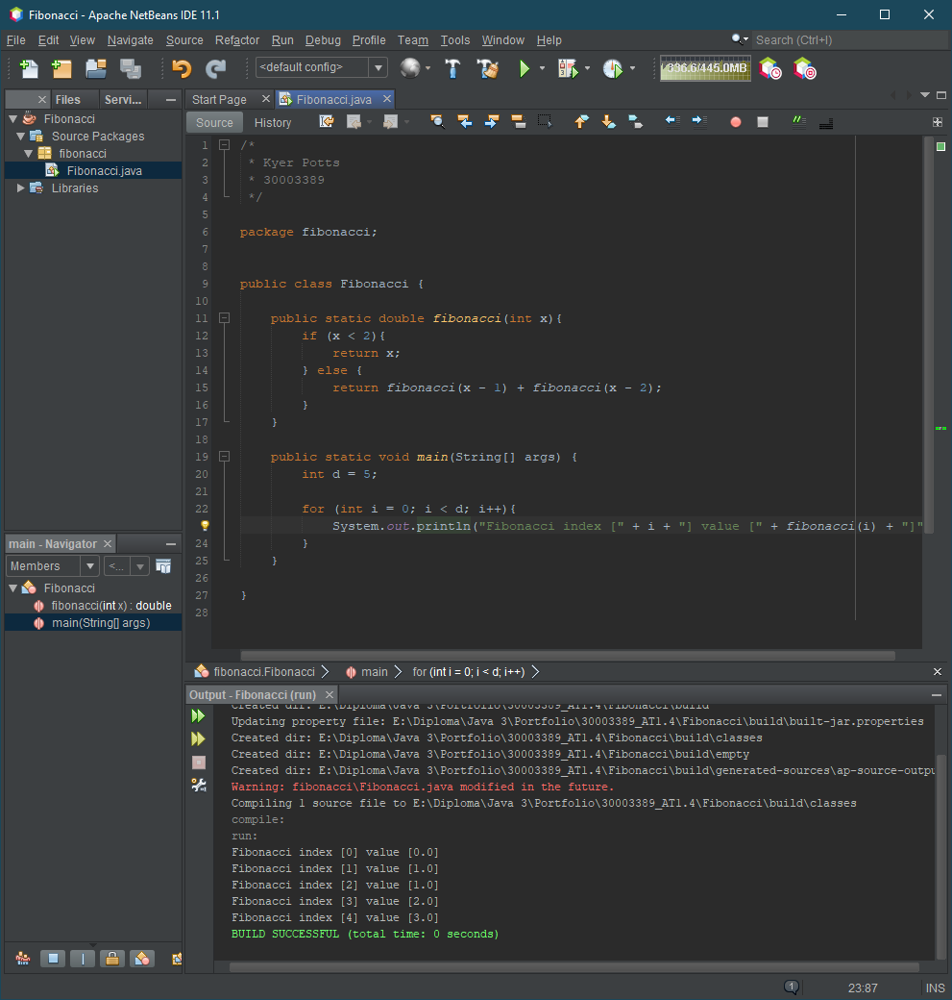 Fibonacci - Apache NetBeans IDE 11.1
File Edit View Navigate Source Refactor Run Debug Profile Team Tools Window Help Search (Ctrl+I)
<default config> 336.6/445.0MB
Files Servi... Start Page Fibonacci.java
Source History
Fibonacci
Source Packages
fibonacci
Fibonacci.java
Libraries
1 /*
2 * Kyer Potts
3 * 30003389
4 */
5
6 package fibonacci;
7
8
9 public class Fibonacci {
10
11 public static double fibonacci(int x){
12 if (x < 2){
13 return x;
14 } else {
15 return fibonacci(x - 1) + fibonacci(x - 2);
16 }
17 }
18
19 public static void main(String[] args) {
20 int d = 5;
21
22 for (int i = 0; i < d; i++){
System.out.println("Fibonacci index [" + i + "] value [" + fibonacci(i) + "]"
24 }
25 }
26
27 }
28
main - Navigator
Members <...
Fibonacci
fibonacci(int x) : double
main(String[] args)
fibonacci.Fibonacci main for (int i = 0; i < d; i++)
Output - Fibonacci (run)
Created dir: E:\Diploma\Java 3\Portfolio\30003389_AT1.4\Fibonacci\build
Updating property file: E:\Diploma\Java 3\Portfolio\30003389_AT1.4\Fibonacci\build\built-jar.properties
Created dir: E:\Diploma\Java 3\Portfolio\30003389_AT1.4\Fibonacci\build\classes
Created dir: E:\Diploma\Java 3\Portfolio\30003389_AT1.4\Fibonacci\build\empty
Created dir: E:\Diploma\Java 3\Portfolio\30003389_AT1.4\Fibonacci\build\generated-sources\ap-source-outpu
Warning: fibonacci\Fibonacci.java modified in the future.
Compiling 1 source file to E:\Diploma\Java 3\Portfolio\30003389_AT1.4\Fibonacci\build\classes
compile:
run:
Fibonacci index [0] value [0.0]
Fibonacci index [1] value [1.0]
Fibonacci index [2] value [1.0]
Fibonacci index [3] value [2.0]
Fibonacci index [4] value [3.0]
BUILD SUCCESSFUL (total time: 0 seconds)
1 23:87 INS